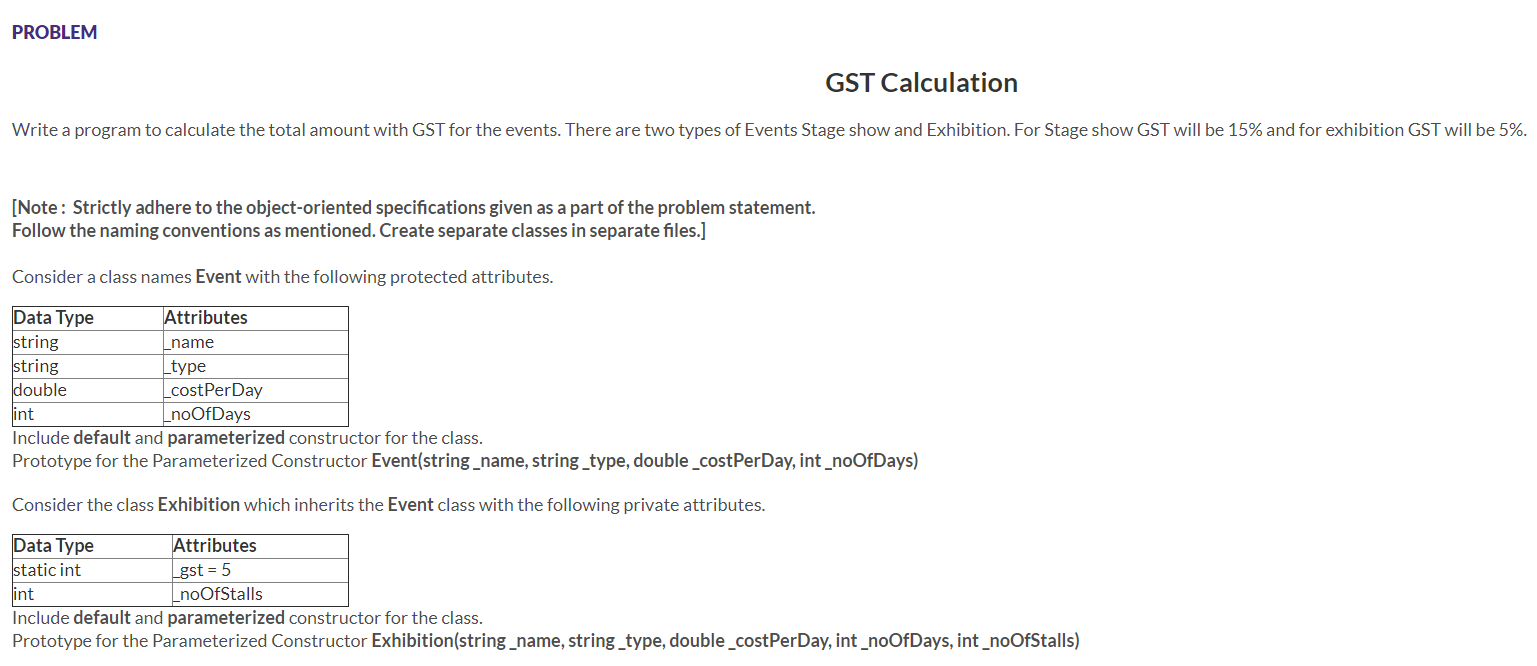 PROBLEM
GST Calculation
Write a program to calculate the total amount with GST for the events. There are two types of Events Stage show and Exhibition. For Stage show GST will be 15% and for exhibition GST will be 5%.
[Note :  Strictly adhere to the object-oriented specifications given as a part of the problem statement.
Follow the naming conventions as mentioned. Create separate classes in separate files.]
Consider a class names Event with the following protected attributes.
Data Type Attributes
string _name
string _type
double _costPerDay
int _noOfDays
Include default and parameterized constructor for the class.
Prototype for the Parameterized Constructor Event(string _name, string _type, double _costPerDay, int _noOfDays)
Consider the class Exhibition which inherits the Event class with the following private attributes.
Data Type Attributes
static int _gst = 5
int _noOfStalls
Include default and parameterized constructor for the class.
Prototype for the Parameterized Constructor Exhibition(string _name, string _type, double _costPerDay, int _noOfDays, int _noOfStalls)